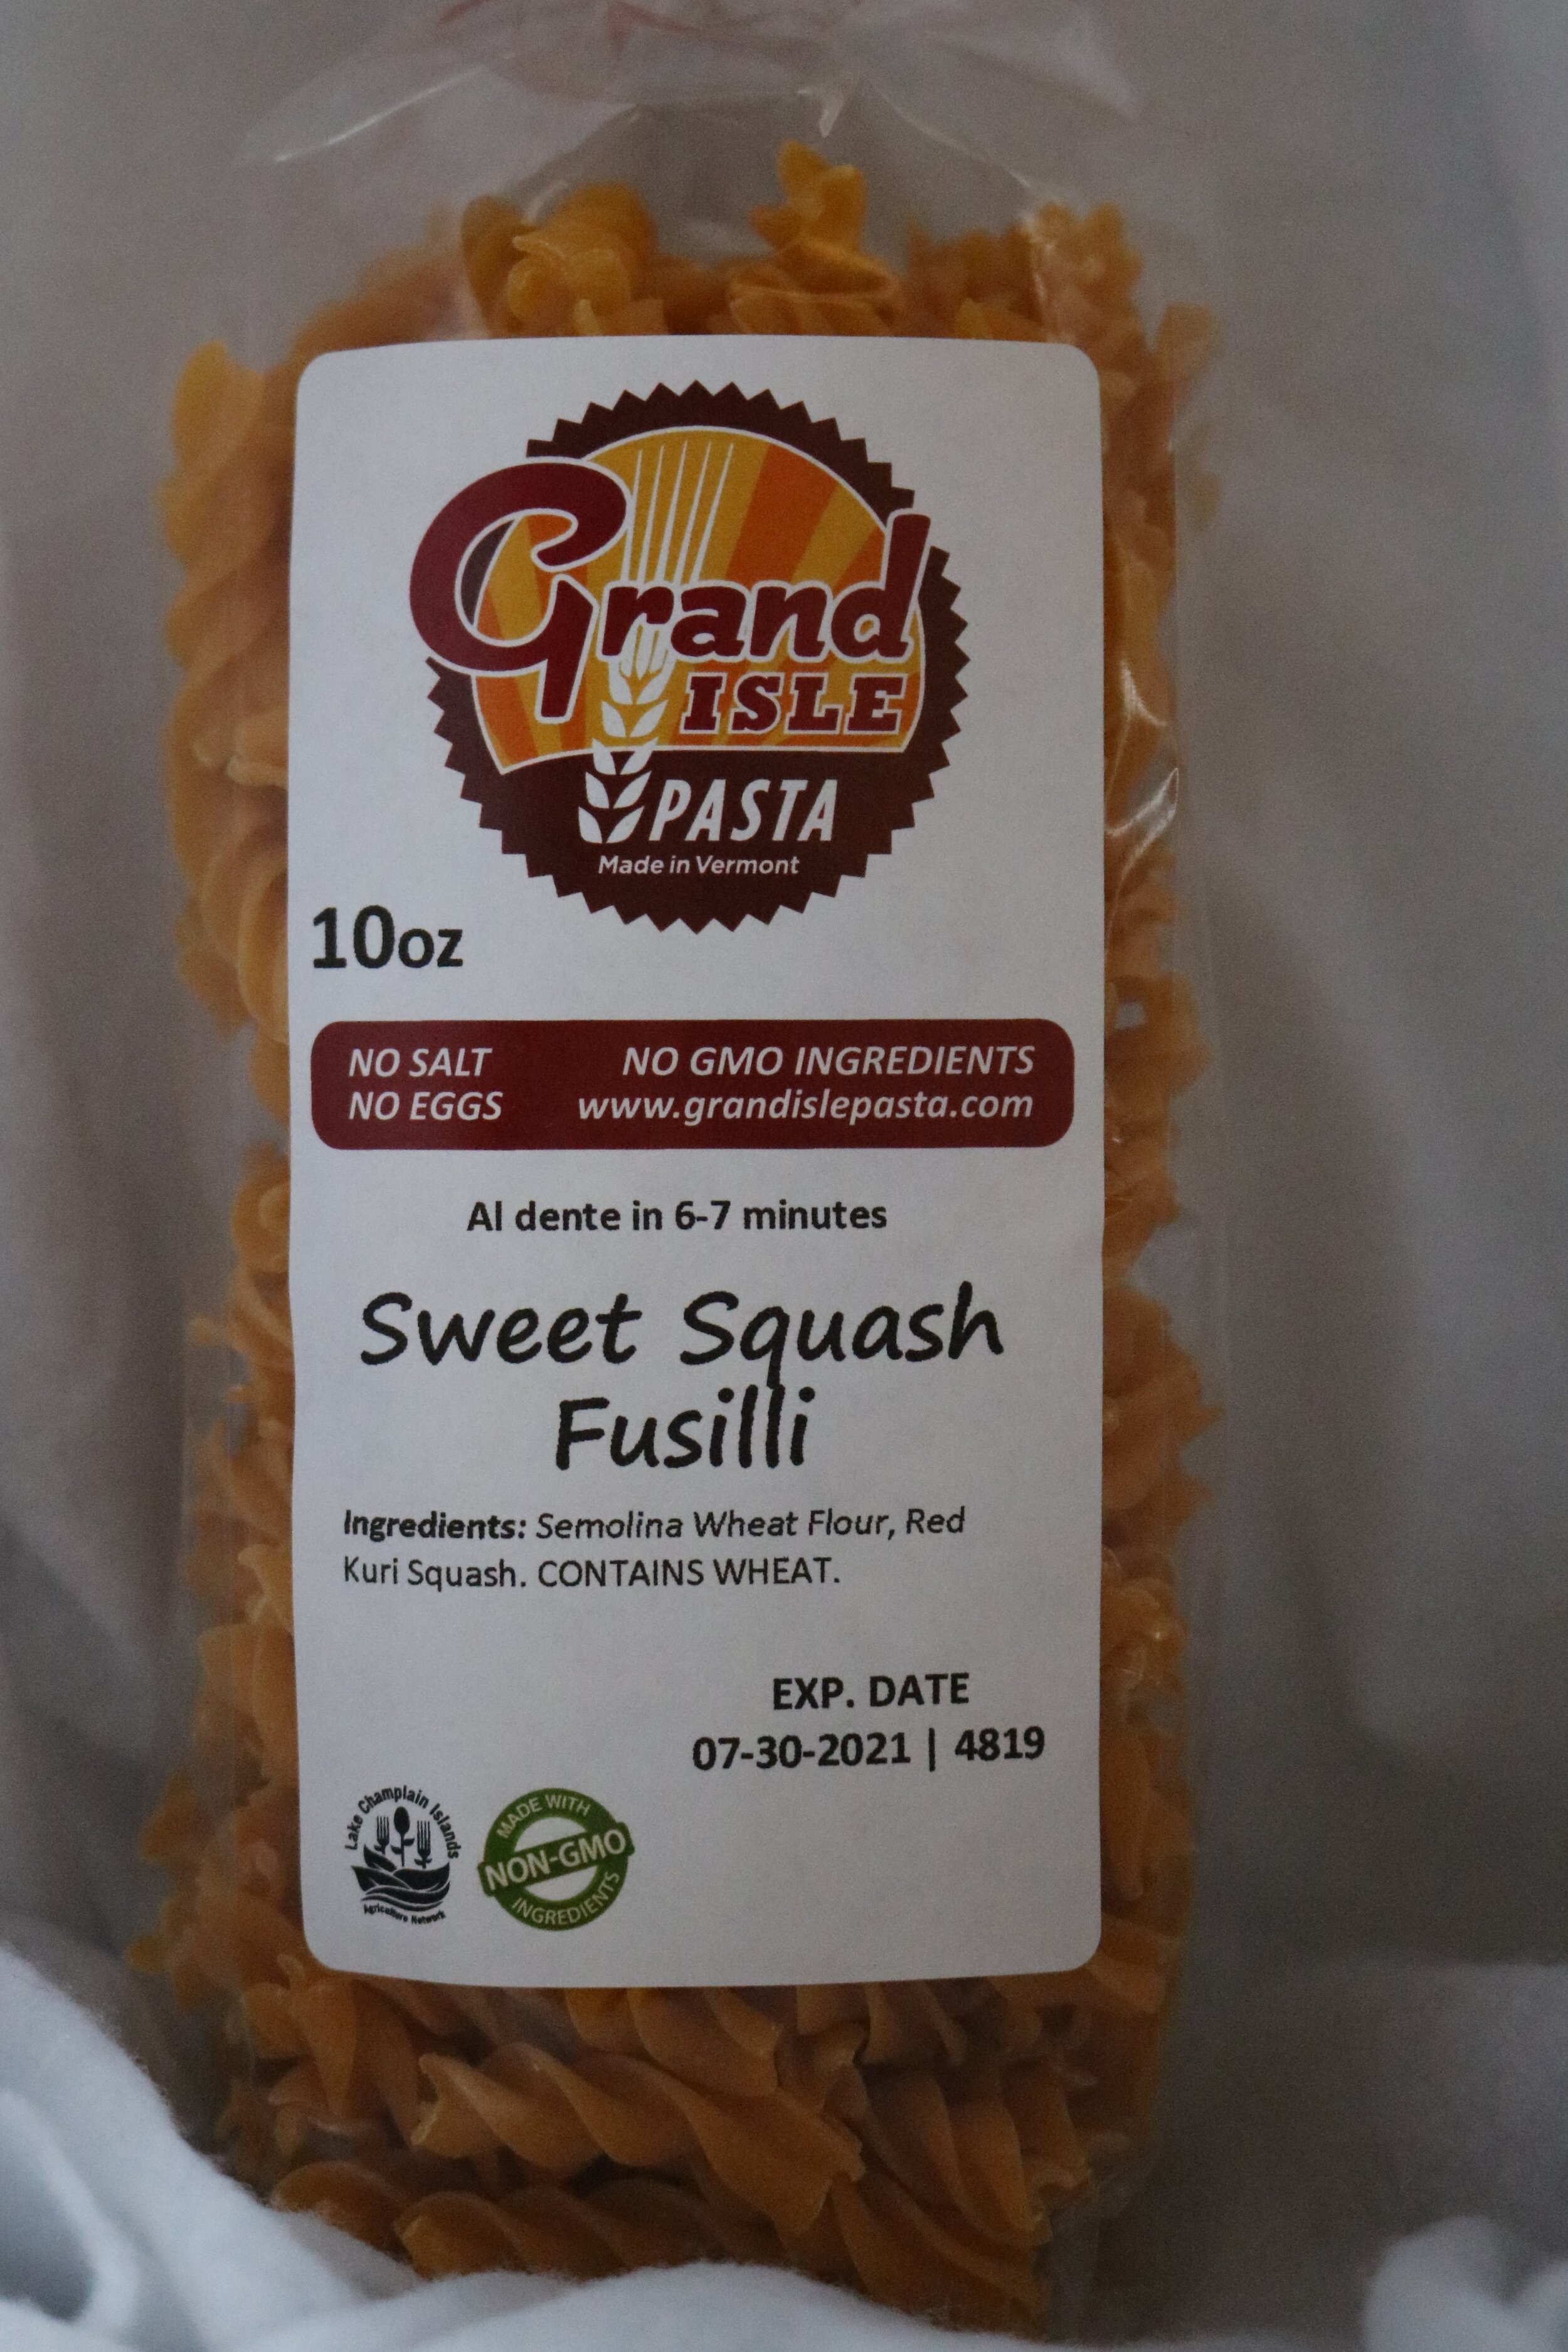 Grand
ISLE
PASTA
Made in Vermont
10oz
NO SALT NO GMO INGREDIENTS
NO EGGS www.grandislepasta.com
Al dente in 6-7 minutes
Sweet Squash
Fusilli
Ingredients: Semolina Wheat Flour, Red
Kuri Squash. CONTAINS WHEAT.
EXP. DATE
07-30-2021 | 4819
Lake Champlain Islands
Agriculture Network
MADE WITH
NON-GMO
INGREDIENTS